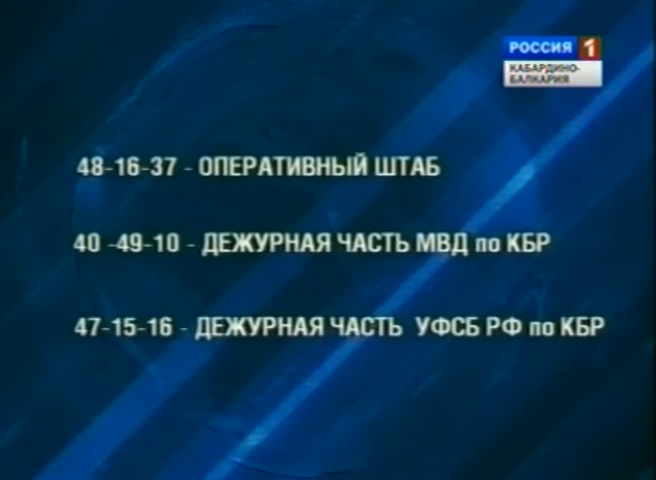 РОССИЯ 1
КАБАРДИНО-
БАЛКАРИЯ
48-16-37 - ОПЕРАТИВНЫЙ ШТАБ
40 -49-10 - ДЕЖУРНАЯ ЧАСТЬ МВД по КБР
47-15-16 - ДЕЖУРНАЯ ЧАСТЬ УФСБ РФ по КБР